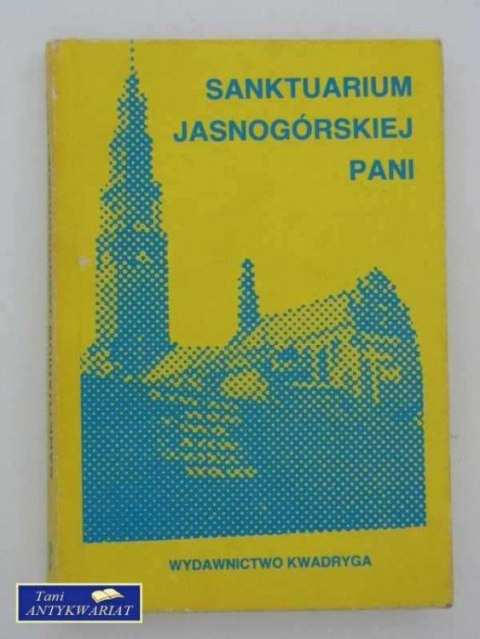 SANKTUARIUM
JASNOGÓRSKIEJ
PANI
WYDAWNICTWO KWADRYGA
Tani
ANTYKWARIAT